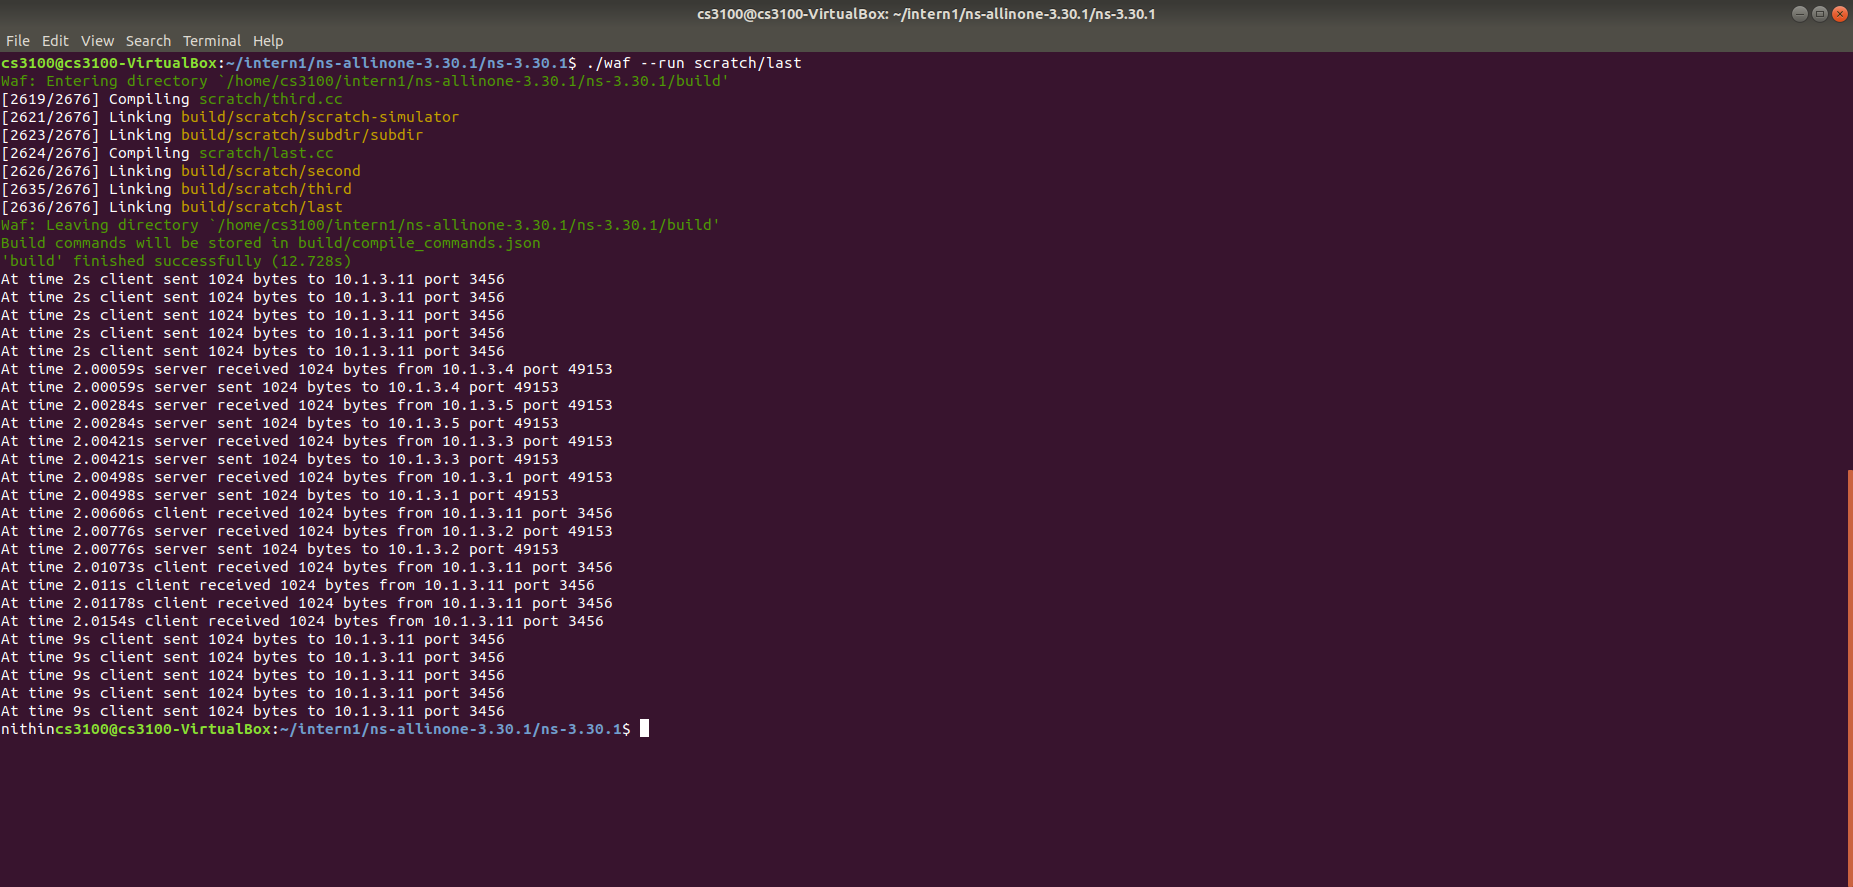 cs3100@cs3100-VirtualBox: ~/intern1/ns-allinone-3.30.1/ns-3.30.1
File Edit View Search Terminal Help
cs3100@cs3100-VirtualBox:~/intern1/ns-allinone-3.30.1/ns-3.30.1$ ./waf --run scratch/last
Waf: Entering directory `/home/cs3100/intern1/ns-allinone-3.30.1/ns-3.30.1/build'
[2619/2676] Compiling scratch/third.cc
[2621/2676] Linking build/scratch/scratch-simulator
[2623/2676] Linking build/scratch/subdir/subdir
[2624/2676] Compiling scratch/last.cc
[2626/2676] Linking build/scratch/second
[2635/2676] Linking build/scratch/third
[2636/2676] Linking build/scratch/last
Waf: Leaving directory `/home/cs3100/intern1/ns-allinone-3.30.1/ns-3.30.1/build'
Build commands will be stored in build/compile_commands.json
'build' finished successfully (12.728s)
At time 2s client sent 1024 bytes to 10.1.3.11 port 3456
At time 2s client sent 1024 bytes to 10.1.3.11 port 3456
At time 2s client sent 1024 bytes to 10.1.3.11 port 3456
At time 2s client sent 1024 bytes to 10.1.3.11 port 3456
At time 2s client sent 1024 bytes to 10.1.3.11 port 3456
At time 2.00059s server received 1024 bytes from 10.1.3.4 port 49153
At time 2.00059s server sent 1024 bytes to 10.1.3.4 port 49153
At time 2.00284s server received 1024 bytes from 10.1.3.5 port 49153
At time 2.00284s server sent 1024 bytes to 10.1.3.5 port 49153
At time 2.00421s server received 1024 bytes from 10.1.3.3 port 49153
At time 2.00421s server sent 1024 bytes to 10.1.3.3 port 49153
At time 2.00498s server received 1024 bytes from 10.1.3.1 port 49153
At time 2.00498s server sent 1024 bytes to 10.1.3.1 port 49153
At time 2.00606s client received 1024 bytes from 10.1.3.11 port 3456
At time 2.00776s server received 1024 bytes from 10.1.3.2 port 49153
At time 2.00776s server sent 1024 bytes to 10.1.3.2 port 49153
At time 2.01073s client received 1024 bytes from 10.1.3.11 port 3456
At time 2.011s client received 1024 bytes from 10.1.3.11 port 3456
At time 2.01178s client received 1024 bytes from 10.1.3.11 port 3456
At time 2.0154s client received 1024 bytes from 10.1.3.11 port 3456
At time 9s client sent 1024 bytes to 10.1.3.11 port 3456
At time 9s client sent 1024 bytes to 10.1.3.11 port 3456
At time 9s client sent 1024 bytes to 10.1.3.11 port 3456
At time 9s client sent 1024 bytes to 10.1.3.11 port 3456
At time 9s client sent 1024 bytes to 10.1.3.11 port 3456
nithincs3100@cs3100-VirtualBox:~/intern1/ns-allinone-3.30.1/ns-3.30.1$